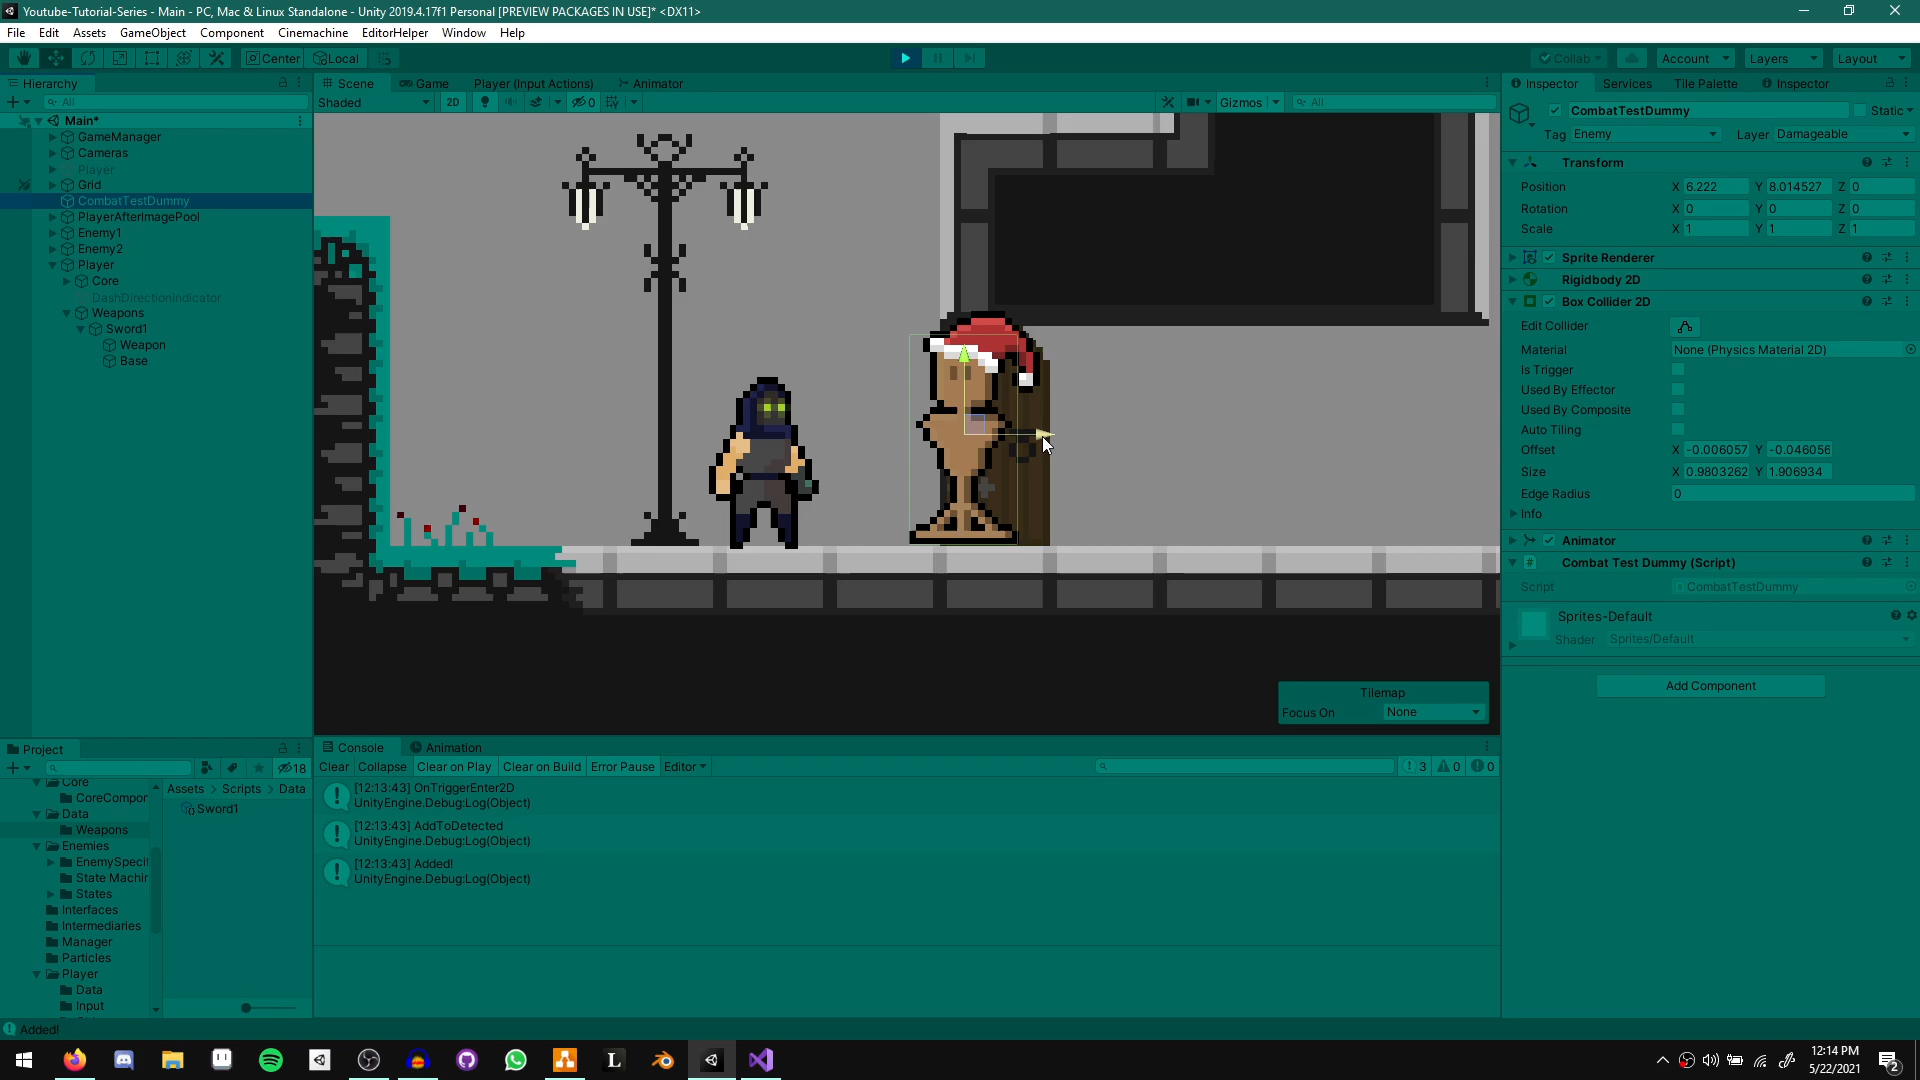 Youtube-Tutorial-Series - Main - PC, Mac & Linux Standalone - Unity 2019.4.17f1 Personal [PREVIEW PACKAGES IN USE]* <DX11>
File Edit Assets GameObject Component Cinemachine EditorHelper Window Help
Center Local Collab Account Layers Layout
Hierarchy
All
Main*
GameManager
Cameras
Player
Grid
CombatTestDummy
PlayerAfterImagePool
Enemy1
Enemy2
Player
Core
DashDirectionIndicator
Weapons
Sword1
Weapon
Base
Scene Game Player (Input Actions) Animator
Shaded 2D 0 Gizmos All
Tilemap
Focus On None
Inspector Services Tile Palette Inspector
CombatTestDummy Static
Tag Enemy Layer Damageable
Transform
Position X 6.222 Y 8.014527 Z 0
Rotation X 0 Y 0 Z 0
Scale X 1 Y 1 Z 1
Sprite Renderer
Rigidbody 2D
Box Collider 2D
Edit Collider
Material None (Physics Material 2D)
Is Trigger
Used By Effector
Used By Composite
Auto Tiling
Offset X -0.006057 Y -0.046056
Size X 0.9803262 Y 1.906934
Edge Radius 0
Info
Animator
Combat Test Dummy (Script)
Script CombatTestDummy
Sprites-Default
Shader Sprites/Default
Add Component
Project
18
Core
CoreCompor
Data
Weapons
Enemies
EnemySpecif
State Machin
States
Interfaces
Intermediaries
Manager
Particles
Player
Data
Input
Assets > Scripts > Data
Sword1
Console Animation
Clear Collapse Clear on Play Clear on Build Error Pause Editor 3 0 0
[12:13:43] OnTriggerEnter2D
UnityEngine.Debug:Log(Object)
[12:13:43] AddToDetected
UnityEngine.Debug:Log(Object)
[12:13:43] Added!
UnityEngine.Debug:Log(Object)
Added!
12:14 PM
5/22/2021
2